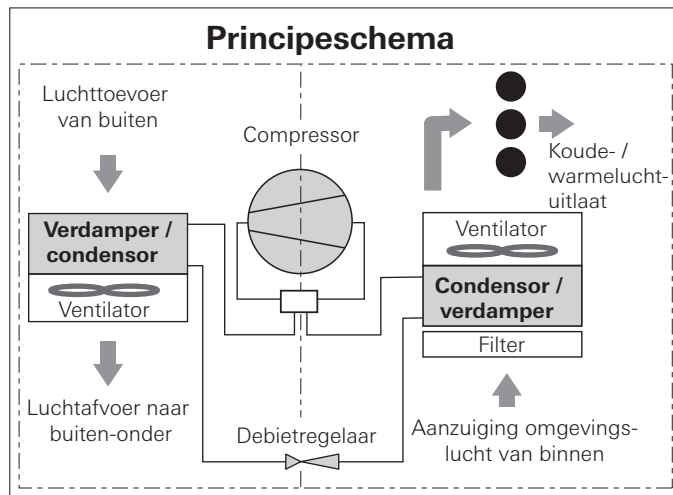 Principeschema
Luchttoevoer
van buiten
Compressor
Koude- /
warmelucht-
uitlaat
Verdamper /
condensor
Ventilator
Ventilator
Condensor /
verdamper
Filter
Luchtafvoer naar
buiten-onder
Debietregelaar
Aanzuiging omgevings-
lucht van binnen